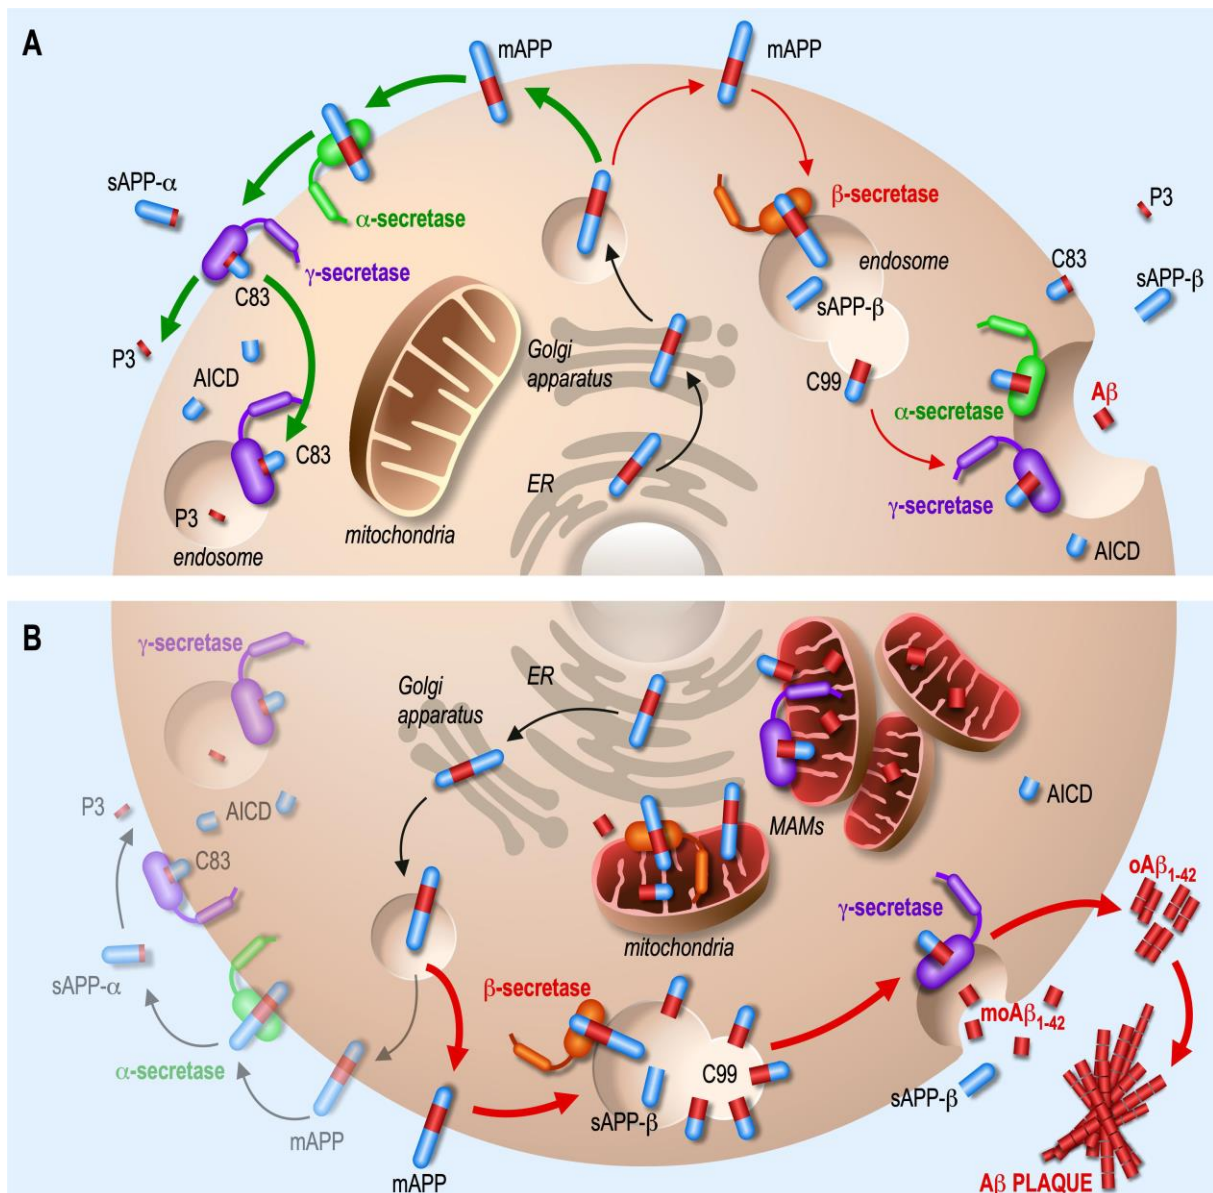 A
mAPP
mAPP
sAPP-α
α-secretase
β-secretase
P3
γ-secretase
endosome
C83
sAPP-β
C83
sAPP-β
P3
AICD
Golgi
apparatus
C99
Aβ
α-secretase
C83
ER
γ-secretase
P3
endosome
mitochondria
AICD
B
γ-secretase
ER
Golgi
apparatus
P3
AICD
MAMs
AICD
C83
oAβ1-42
γ-secretase
mitochondria
sAPP-α
β-secretase
moAβ1-42
α-secretase
C99
sAPP-β
sAPP-β
mAPP
mAPP
Aβ PLAQUE